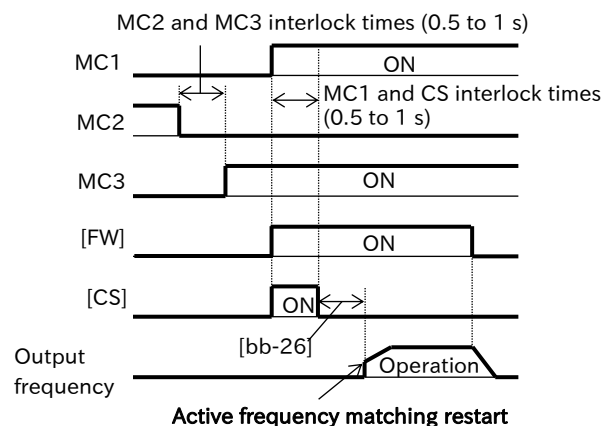 MC2 and MC3 interlock times (0.5 to 1 s)
MC1
ON
MC1 and CS interlock times
(0.5 to 1 s)
MC2
MC3
ON
[FW]
ON
[CS]
ON
[bb-26]
Output
frequency
Operation
Active frequency matching restart